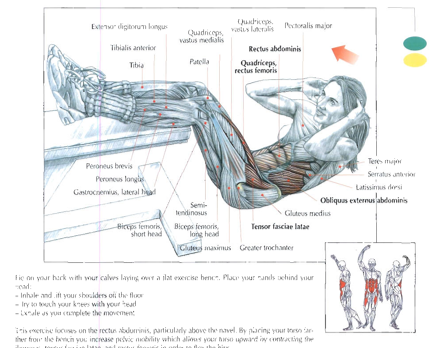 Extensor digitorum longus
Quadriceps, vastus medialis
Quadriceps, vastus lateralis
Pectoralis major
Tibialis anterior
Rectus abdominis
Tibia
Patella
Quadriceps, rectus femoris
Peroneus brevis
Peroneus longus
Gastrocnemius, lateral head
Teres major
Serratus anterior
Latissimus dorsi
Obliquus externus abdominis
Semi-
tendinosus
Gluteus medius
Biceps femoris, short head
Biceps femoris, long head
Tensor fasciae latae
Gluteus maximus
Greater trochanter
Lie on your back with your calves laying over a flat exercise bench. Place your hands behind your
head:
– Inhale and lift your shoulders off the floor
– Try to touch your knees with your head
– Exhale as you complete the movement
This exercise focuses on the rectus abdominis, particularly above the navel. By placing your torso far-
ther from the bench you increase pelvic mobility which allows your torso upward by contracting the